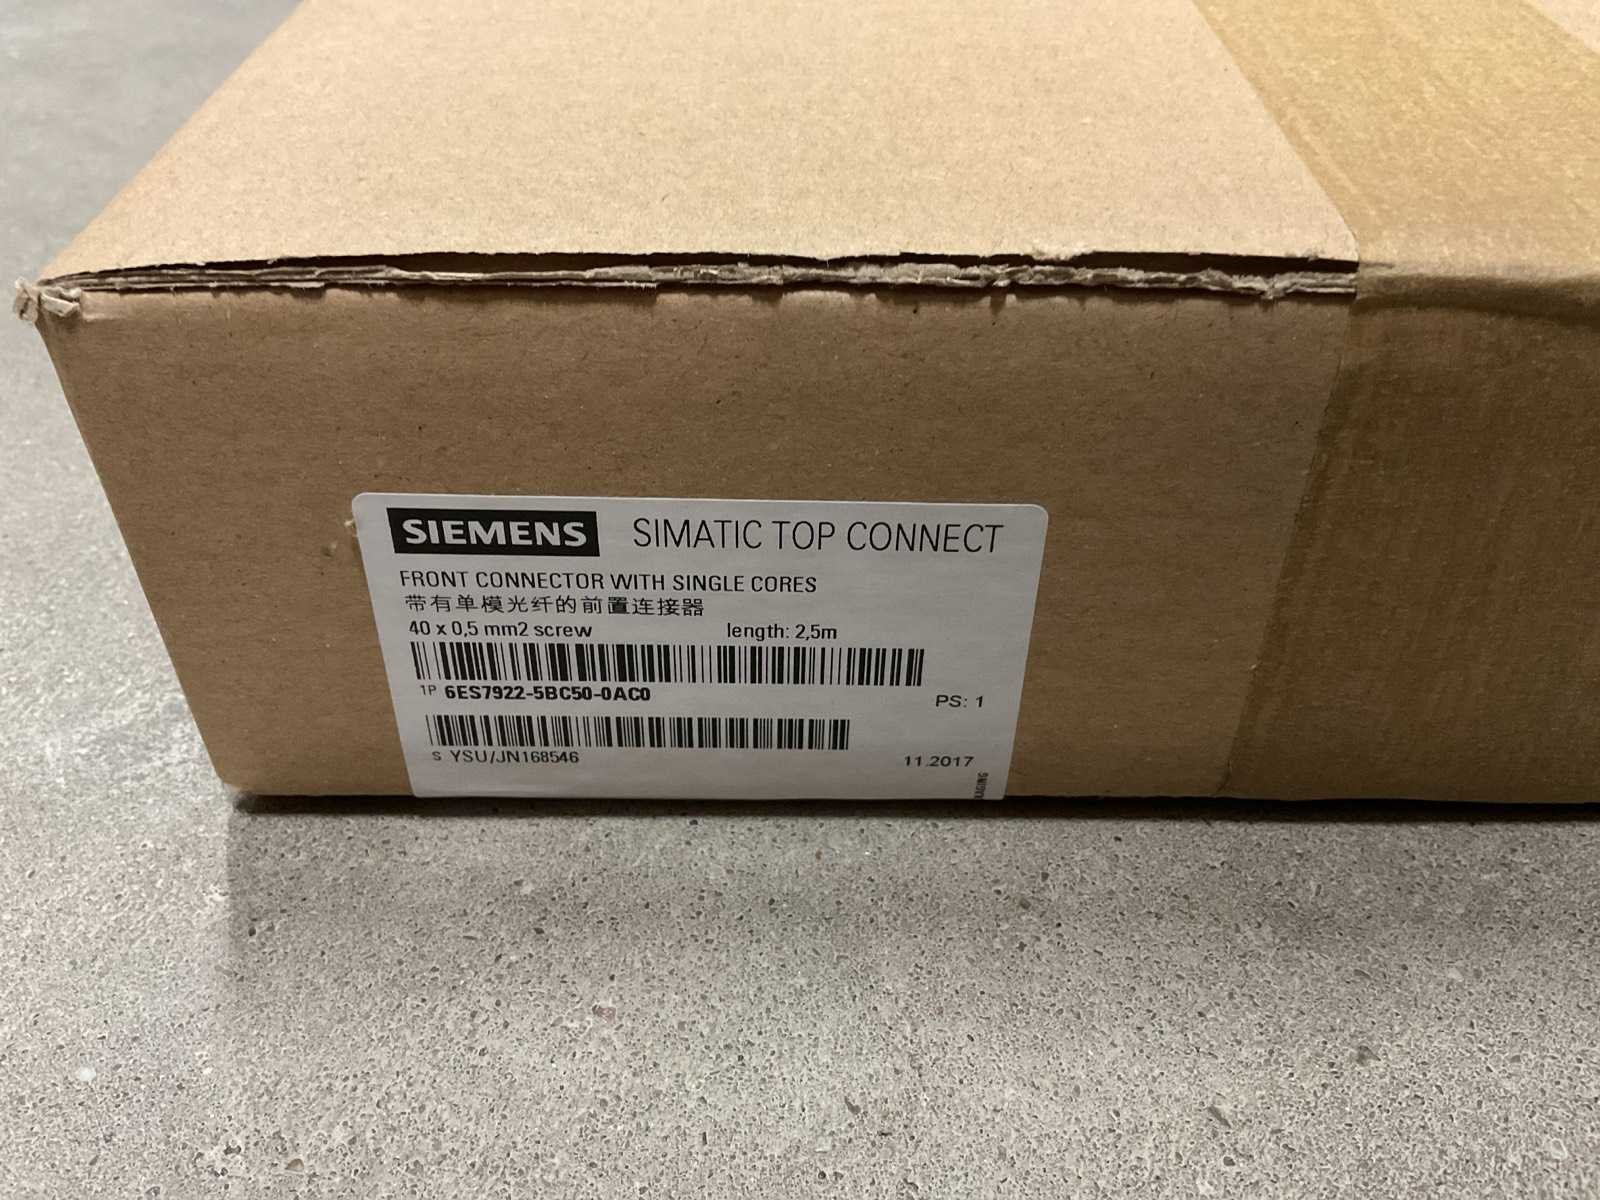 SIEMENS SIMATIC TOP CONNECT
FRONT CONNECTOR WITH SINGLE CORES
带有单模光纤的前置连接器
40 x 0,5 mm2 screw length: 2,5m
1P 6ES7922-5BC50-0AC0
PS: 1
S YSU/JN168546
11.2017